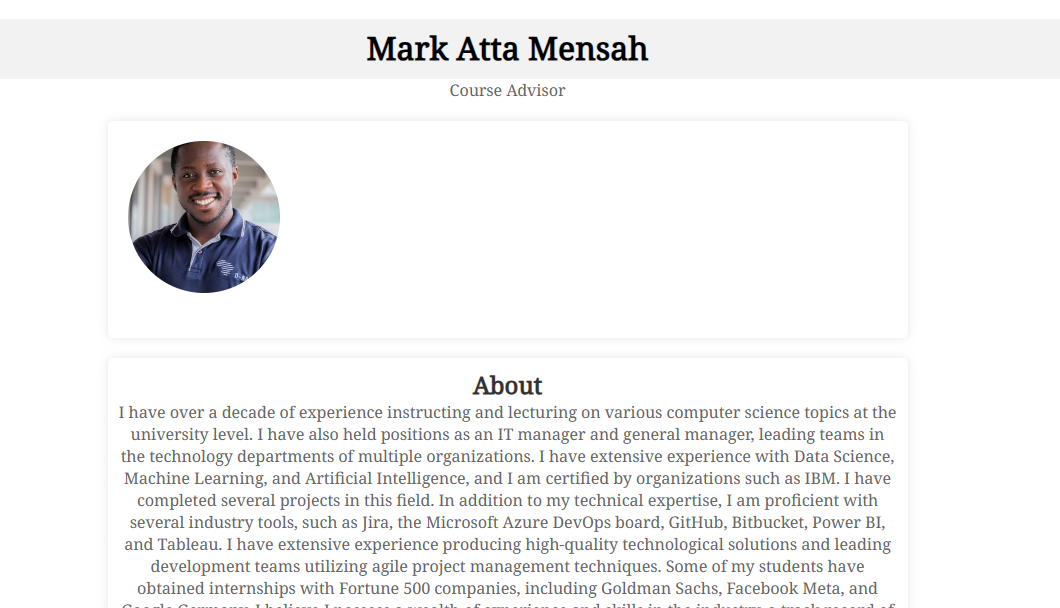 Mark Atta Mensah
Course Advisor
About
I have over a decade of experience instructing and lecturing on various computer science topics at the
university level. I have also held positions as an IT manager and general manager, leading teams in
the technology departments of multiple organizations. I have extensive experience with Data Science,
Machine Learning, and Artificial Intelligence, and I am certified by organizations such as IBM. I have
completed several projects in this field. In addition to my technical expertise, I am proficient with
several industry tools, such as Jira, the Microsoft Azure DevOps board, GitHub, Bitbucket, Power BI,
and Tableau. I have extensive experience producing high-quality technological solutions and leading
development teams utilizing agile project management techniques. Some of my students have
obtained internships with Fortune 500 companies, including Goldman Sachs, Facebook Meta, and